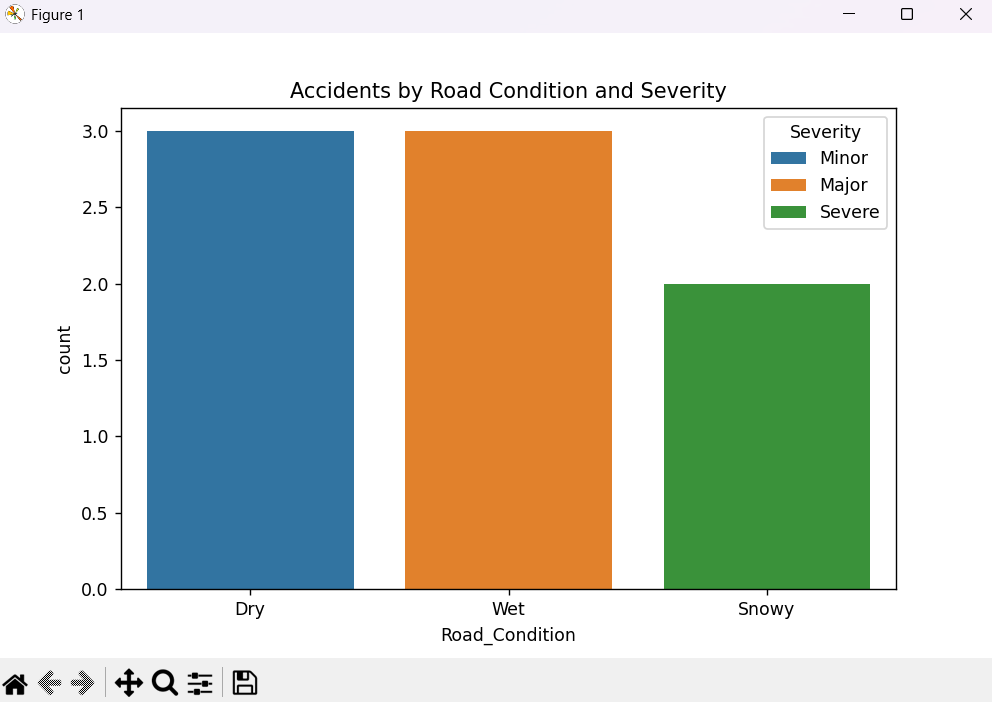 Figure 1
Accidents by Road Condition and Severity
3.0
2.5
2.0
1.5
1.0
0.5
0.0
count
Severity
Minor
Major
Severe
Dry Wet Snowy
Road_Condition